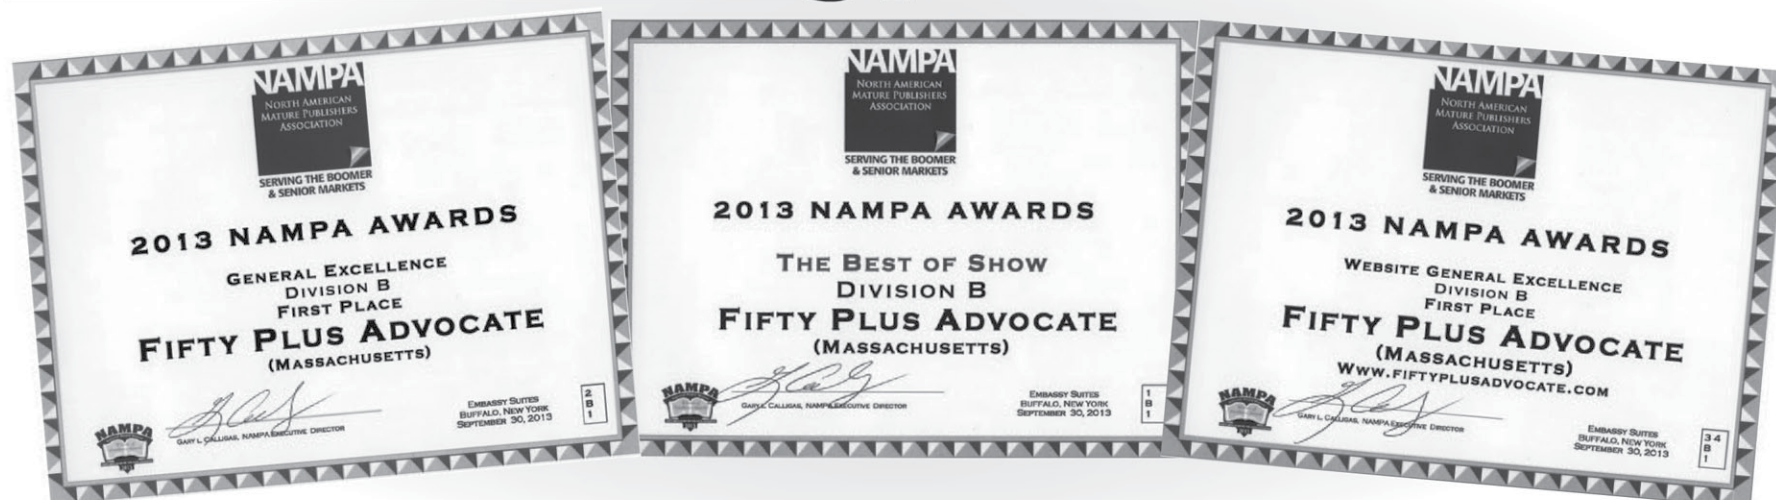 NAMPA
NORTH AMERICAN
MATURE PUBLISHERS
ASSOCIATION
SERVING THE BOOMER
& SENIOR MARKETS
2013 NAMPA AWARDS
GENERAL EXCELLENCE
DIVISION B
FIRST PLACE
FIFTY PLUS ADVOCATE
(MASSACHUSETTS)
NAMPA
GARY L. CALLIGAS, NAMPA EXECUTIVE DIRECTOR
EMBASSY SUITES
BUFFALO, NEW YORK
SEPTEMBER 30, 2013
2
B
1
NAMPA
NORTH AMERICAN
MATURE PUBLISHERS
ASSOCIATION
SERVING THE BOOMER
& SENIOR MARKETS
2013 NAMPA AWARDS
THE BEST OF SHOW
DIVISION B
FIFTY PLUS ADVOCATE
(MASSACHUSETTS)
NAMPA
GARY L. CALLIGAS, NAMPA EXECUTIVE DIRECTOR
EMBASSY SUITES
BUFFALO, NEW YORK
SEPTEMBER 30, 2013
1
B
1
NAMPA
NORTH AMERICAN
MATURE PUBLISHERS
ASSOCIATION
SERVING THE BOOMER
& SENIOR MARKETS
2013 NAMPA AWARDS
WEBSITE GENERAL EXCELLENCE
DIVISION B
FIRST PLACE
FIFTY PLUS ADVOCATE
(MASSACHUSETTS)
WWW.FIFTYPLUSADVOCATE.COM
NAMPA
GARY L. CALLIGAS, NAMPA EXECUTIVE DIRECTOR
EMBASSY SUITES
BUFFALO, NEW YORK
SEPTEMBER 30, 2013
34
B
1